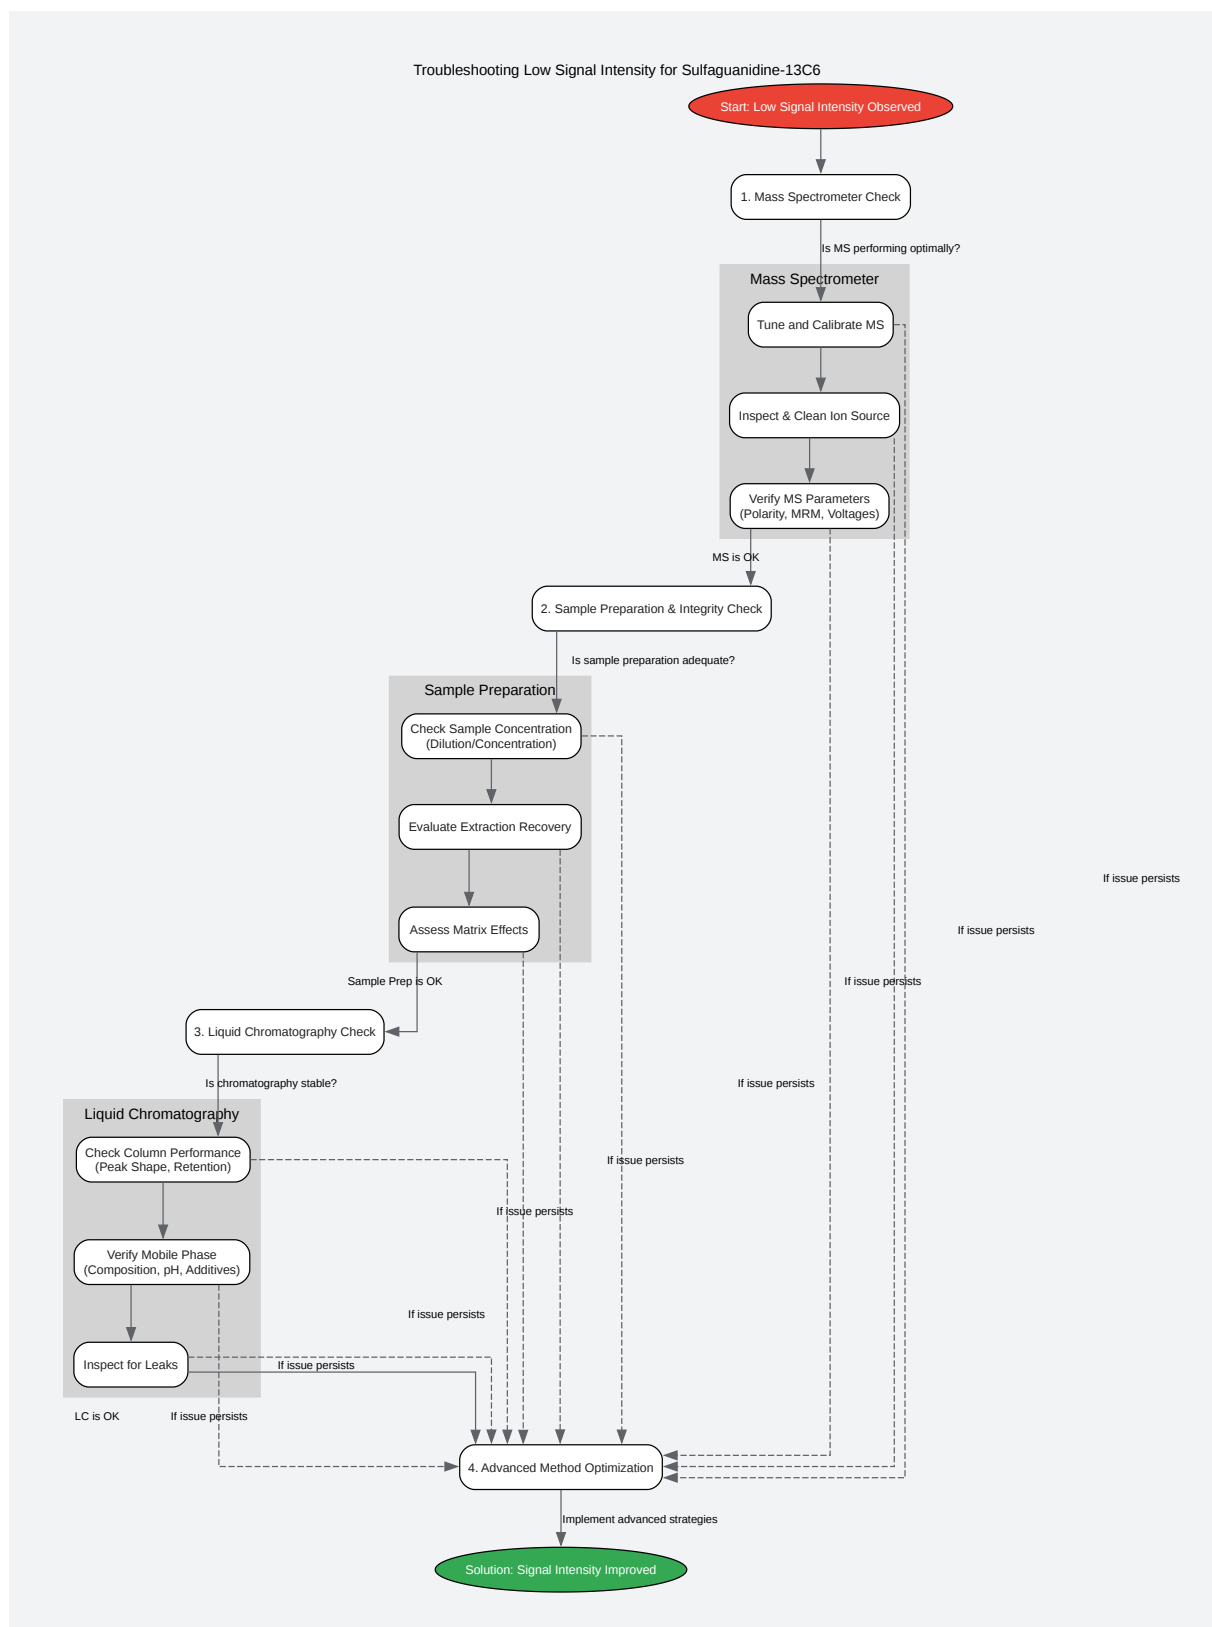 Troubleshooting Low Signal Intensity for Sulfaguanidine-13C6
Start: Low Signal Intensity Observed
1. Mass Spectrometer Check
Is MS performing optimally?
Mass Spectrometer
Tune and Calibrate MS
Inspect & Clean Ion Source
Verify MS Parameters
(Polarity, MRM, Voltages)
MS is OK
2. Sample Preparation & Integrity Check
Is sample preparation adequate?
Sample Preparation
Check Sample Concentration
(Dilution/Concentration)
Evaluate Extraction Recovery
If issue persists
Assess Matrix Effects
If issue persists
Sample Prep is OK
If issue persists
3. Liquid Chromatography Check
Is chromatography stable?
If issue persists
Liquid Chromatography
Check Column Performance
(Peak Shape, Retention)
If issue persists
If issue persists
Verify Mobile Phase
(Composition, pH, Additives)
If issue persists
Inspect for Leaks
If issue persists
LC is OK
If issue persists
4. Advanced Method Optimization
Implement advanced strategies
Solution: Signal Intensity Improved